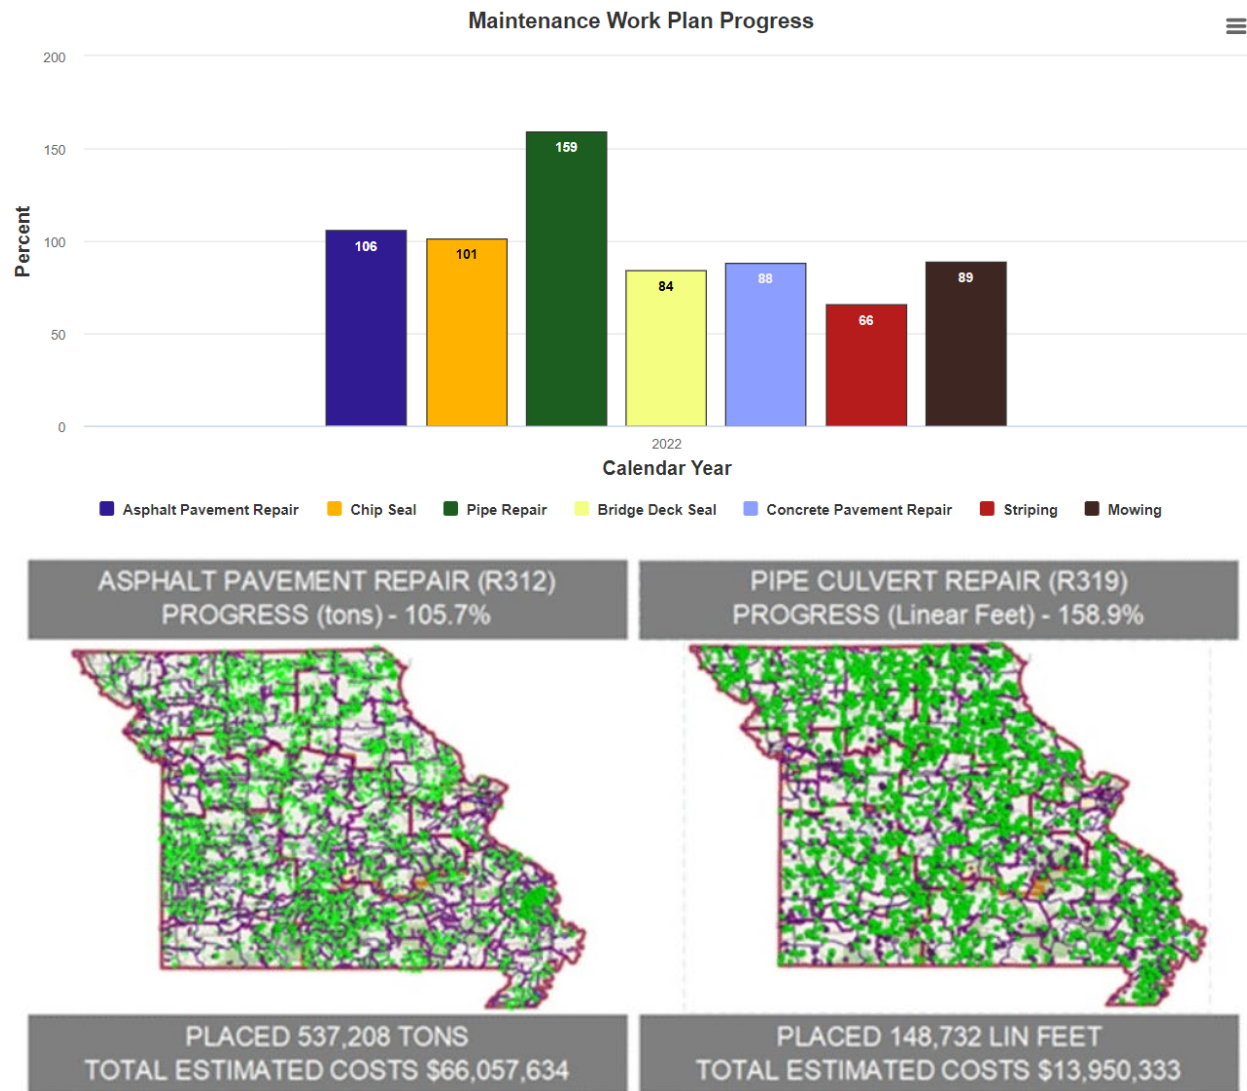 Maintenance Work Plan Progress
200
150
100
50
0
Percent
106
101
159
84
88
66
89
2022
Calendar Year
Asphalt Pavement Repair Chip Seal Pipe Repair Bridge Deck Seal Concrete Pavement Repair Striping Mowing
ASPHALT PAVEMENT REPAIR (R312)
PROGRESS (tons) - 105.7%
PIPE CULVERT REPAIR (R319)
PROGRESS (Linear Feet) - 158.9%
PLACED 537,208 TONS
TOTAL ESTIMATED COSTS $66,057,634
PLACED 148,732 LIN FEET
TOTAL ESTIMATED COSTS $13,950,333